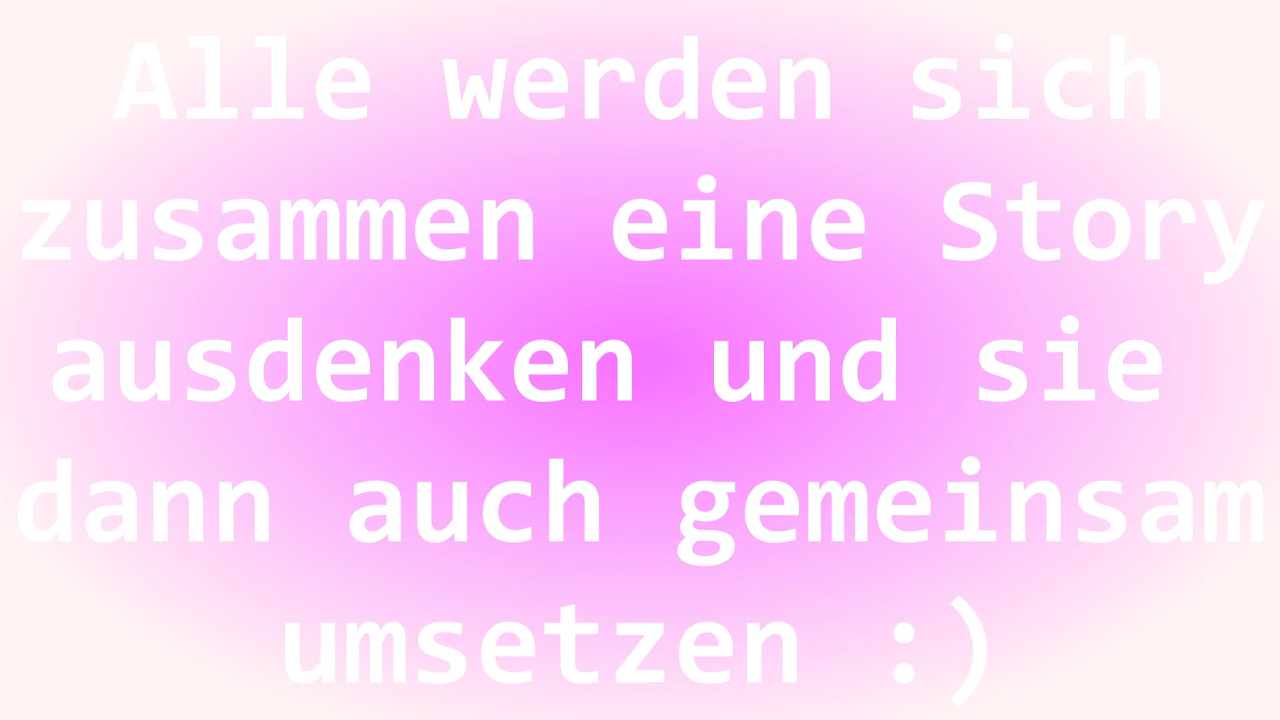 Alle werden sich
zusammen eine Story
ausdenken und sie
dann auch gemeinsam
umsetzen :)